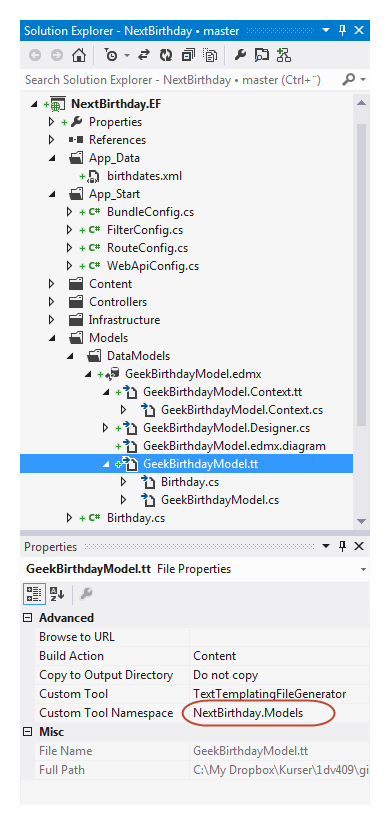 Solution Explorer - NextBirthday • master
Search Solution Explorer - NextBirthday • master (Ctrl+¨)
NextBirthday.EF
Properties
References
App_Data
birthdates.xml
App_Start
BundleConfig.cs
FilterConfig.cs
RouteConfig.cs
WebApiConfig.cs
Content
Controllers
Infrastructure
Models
DataModels
GeekBirthdayModel.edmx
GeekBirthdayModel.Context.tt
GeekBirthdayModel.Context.cs
GeekBirthdayModel.Designer.cs
GeekBirthdayModel.edmx.diagram
GeekBirthdayModel.tt
Birthday.cs
GeekBirthdayModel.cs
C# Birthday.cs
Properties
GeekBirthdayModel.tt File Properties
Advanced
Browse to URL
Build Action Content
Copy to Output Directory Do not copy
Custom Tool TextTemplatingFileGenerator
Custom Tool Namespace NextBirthday.Models
Misc
File Name GeekBirthdayModel.tt
Full Path C:\My Dropbox\Kurser\1dv409\gi